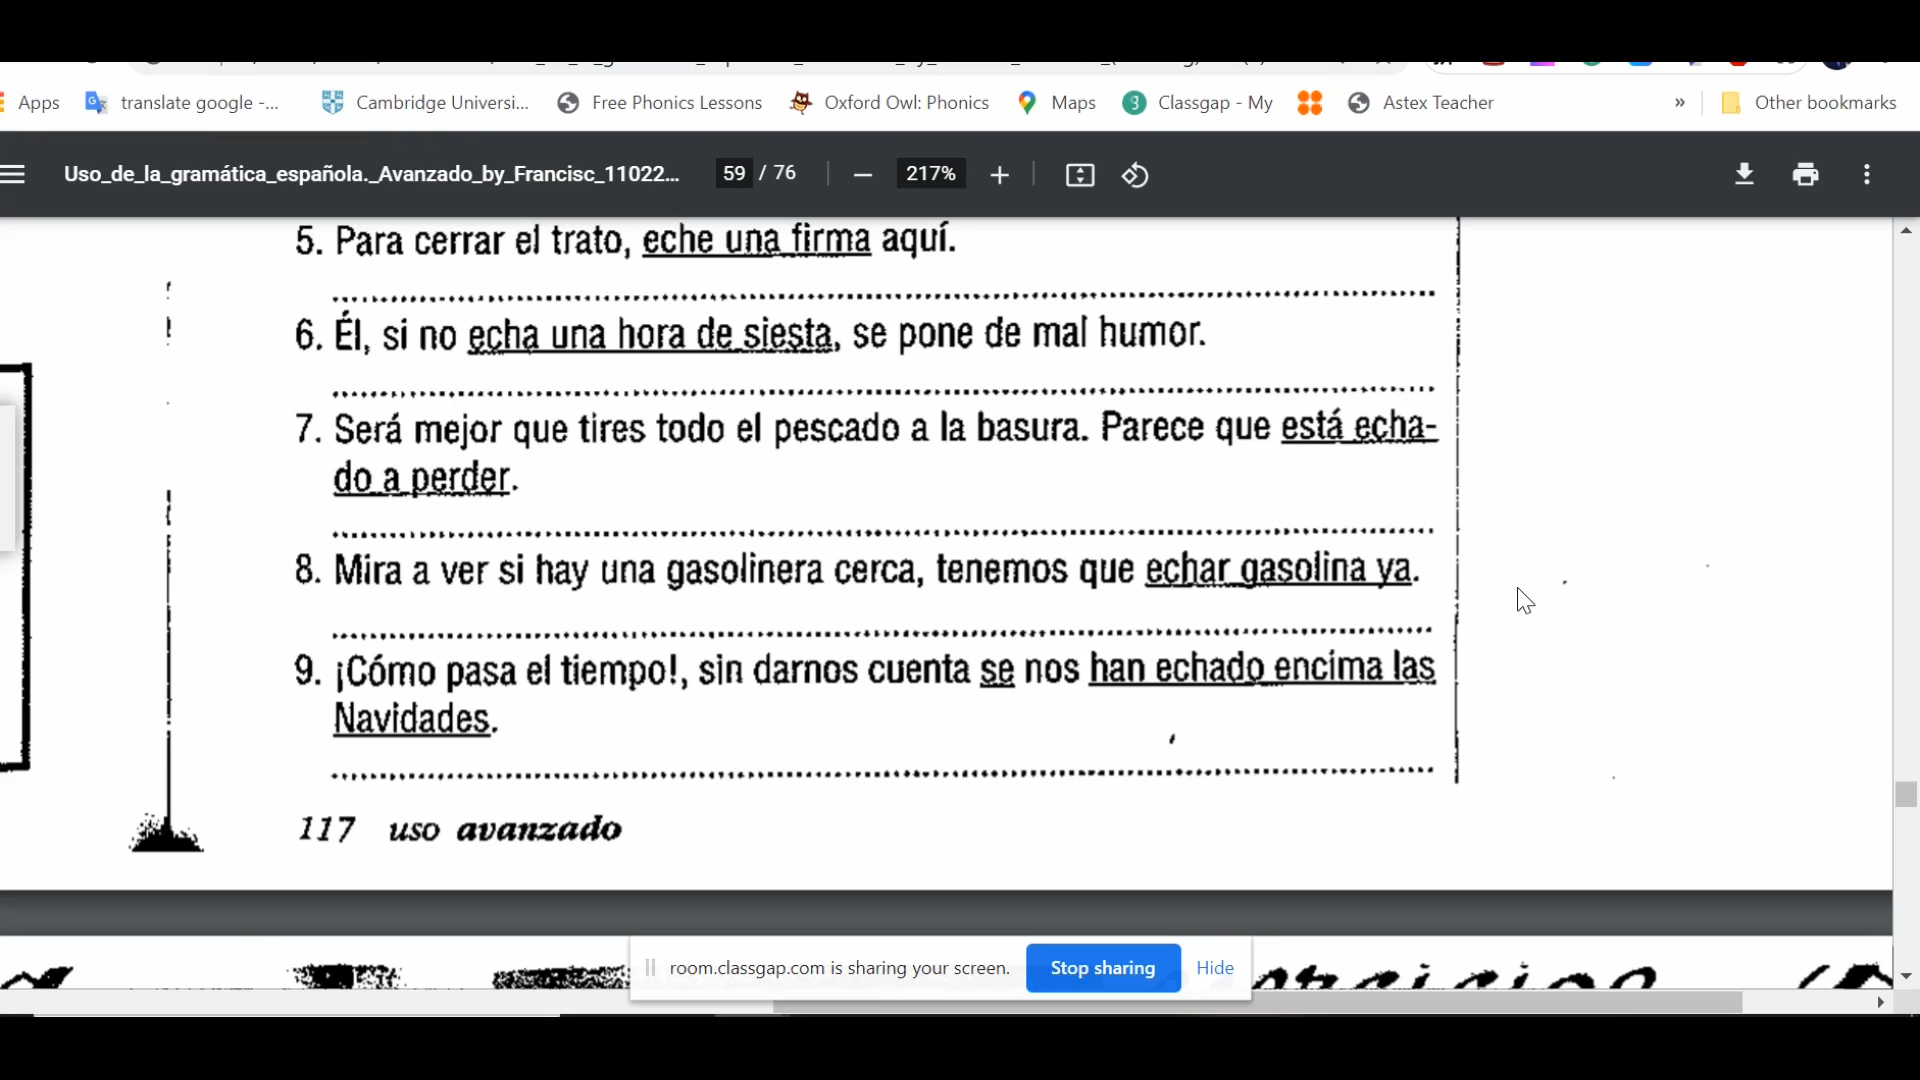 Apps translate google -... Cambridge Universi... Free Phonics Lessons Oxford Owl: Phonics Maps Classgap - My Astex Teacher » Other bookmarks
Uso_de_la_gramática_española._Avanzado_by_Francisc_11022... 59 / 76 — 217% +
5. Para cerrar el trato, eche una firma aquí.
6. Él, si no echa una hora de siesta, se pone de mal humor.
7. Será mejor que tires todo el pescado a la basura. Parece que está echa-
do a perder.
8. Mira a ver si hay una gasolinera cerca, tenemos que echar gasolina ya.
9. ¡Cómo pasa el tiempo!, sin darnos cuenta se nos han echado encima las
Navidades.
117 uso avanzado
room.classgap.com is sharing your screen. Stop sharing Hide